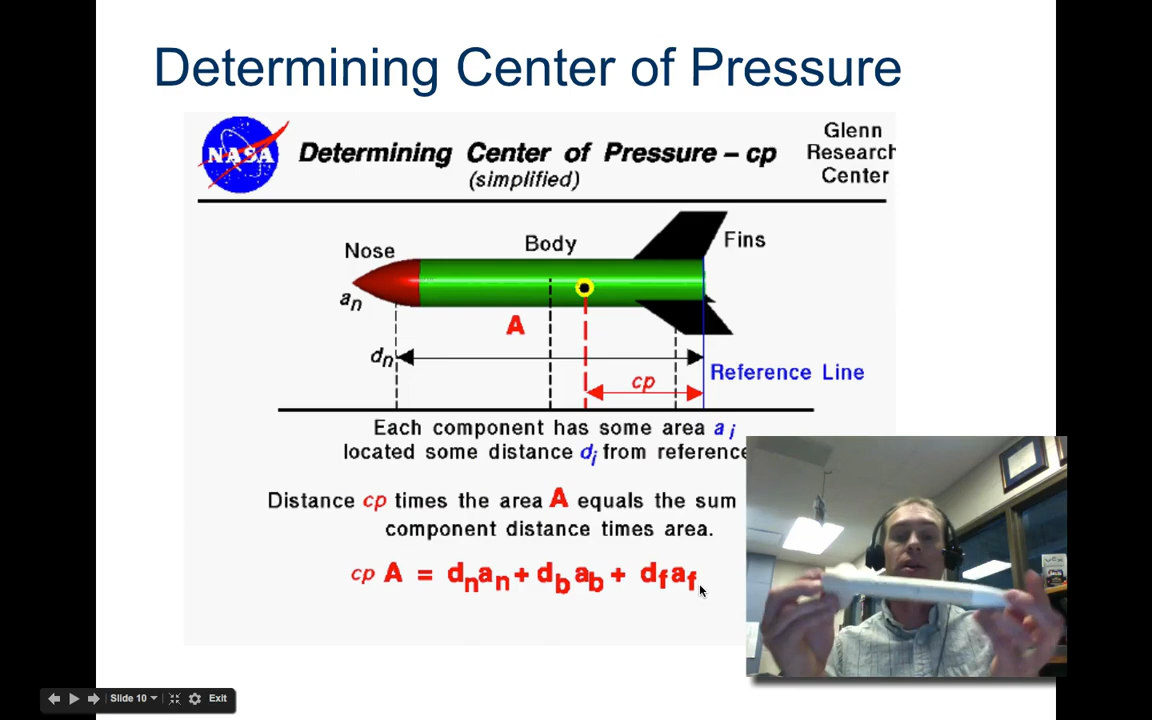 Determining Center of Pressure
NASA
Determining Center of Pressure – cp
(simplified)
Glenn
Research
Center
Nose
Body
Fins
an
A
dn
cp
Reference Line
Each component has some area ai
located some distance di from reference
Distance cp times the area A equals the sum
component distance times area.
cp A = dnan + dbab + dfaf
Slide 10
Exit